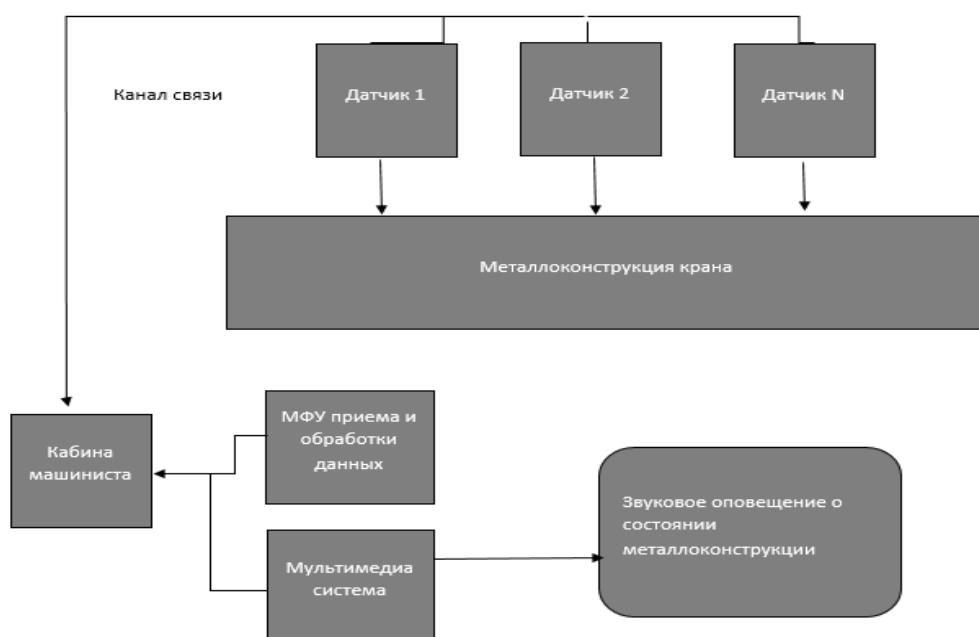 Датчик 1
Датчик 2
Датчик N
Канал связи
Металлоконструкция крана
МФУ приема и
обработки
данных
Кабина
машиниста
Звуковое оповещение о
состоянии
металлоконструкции
Мультимедиа
система